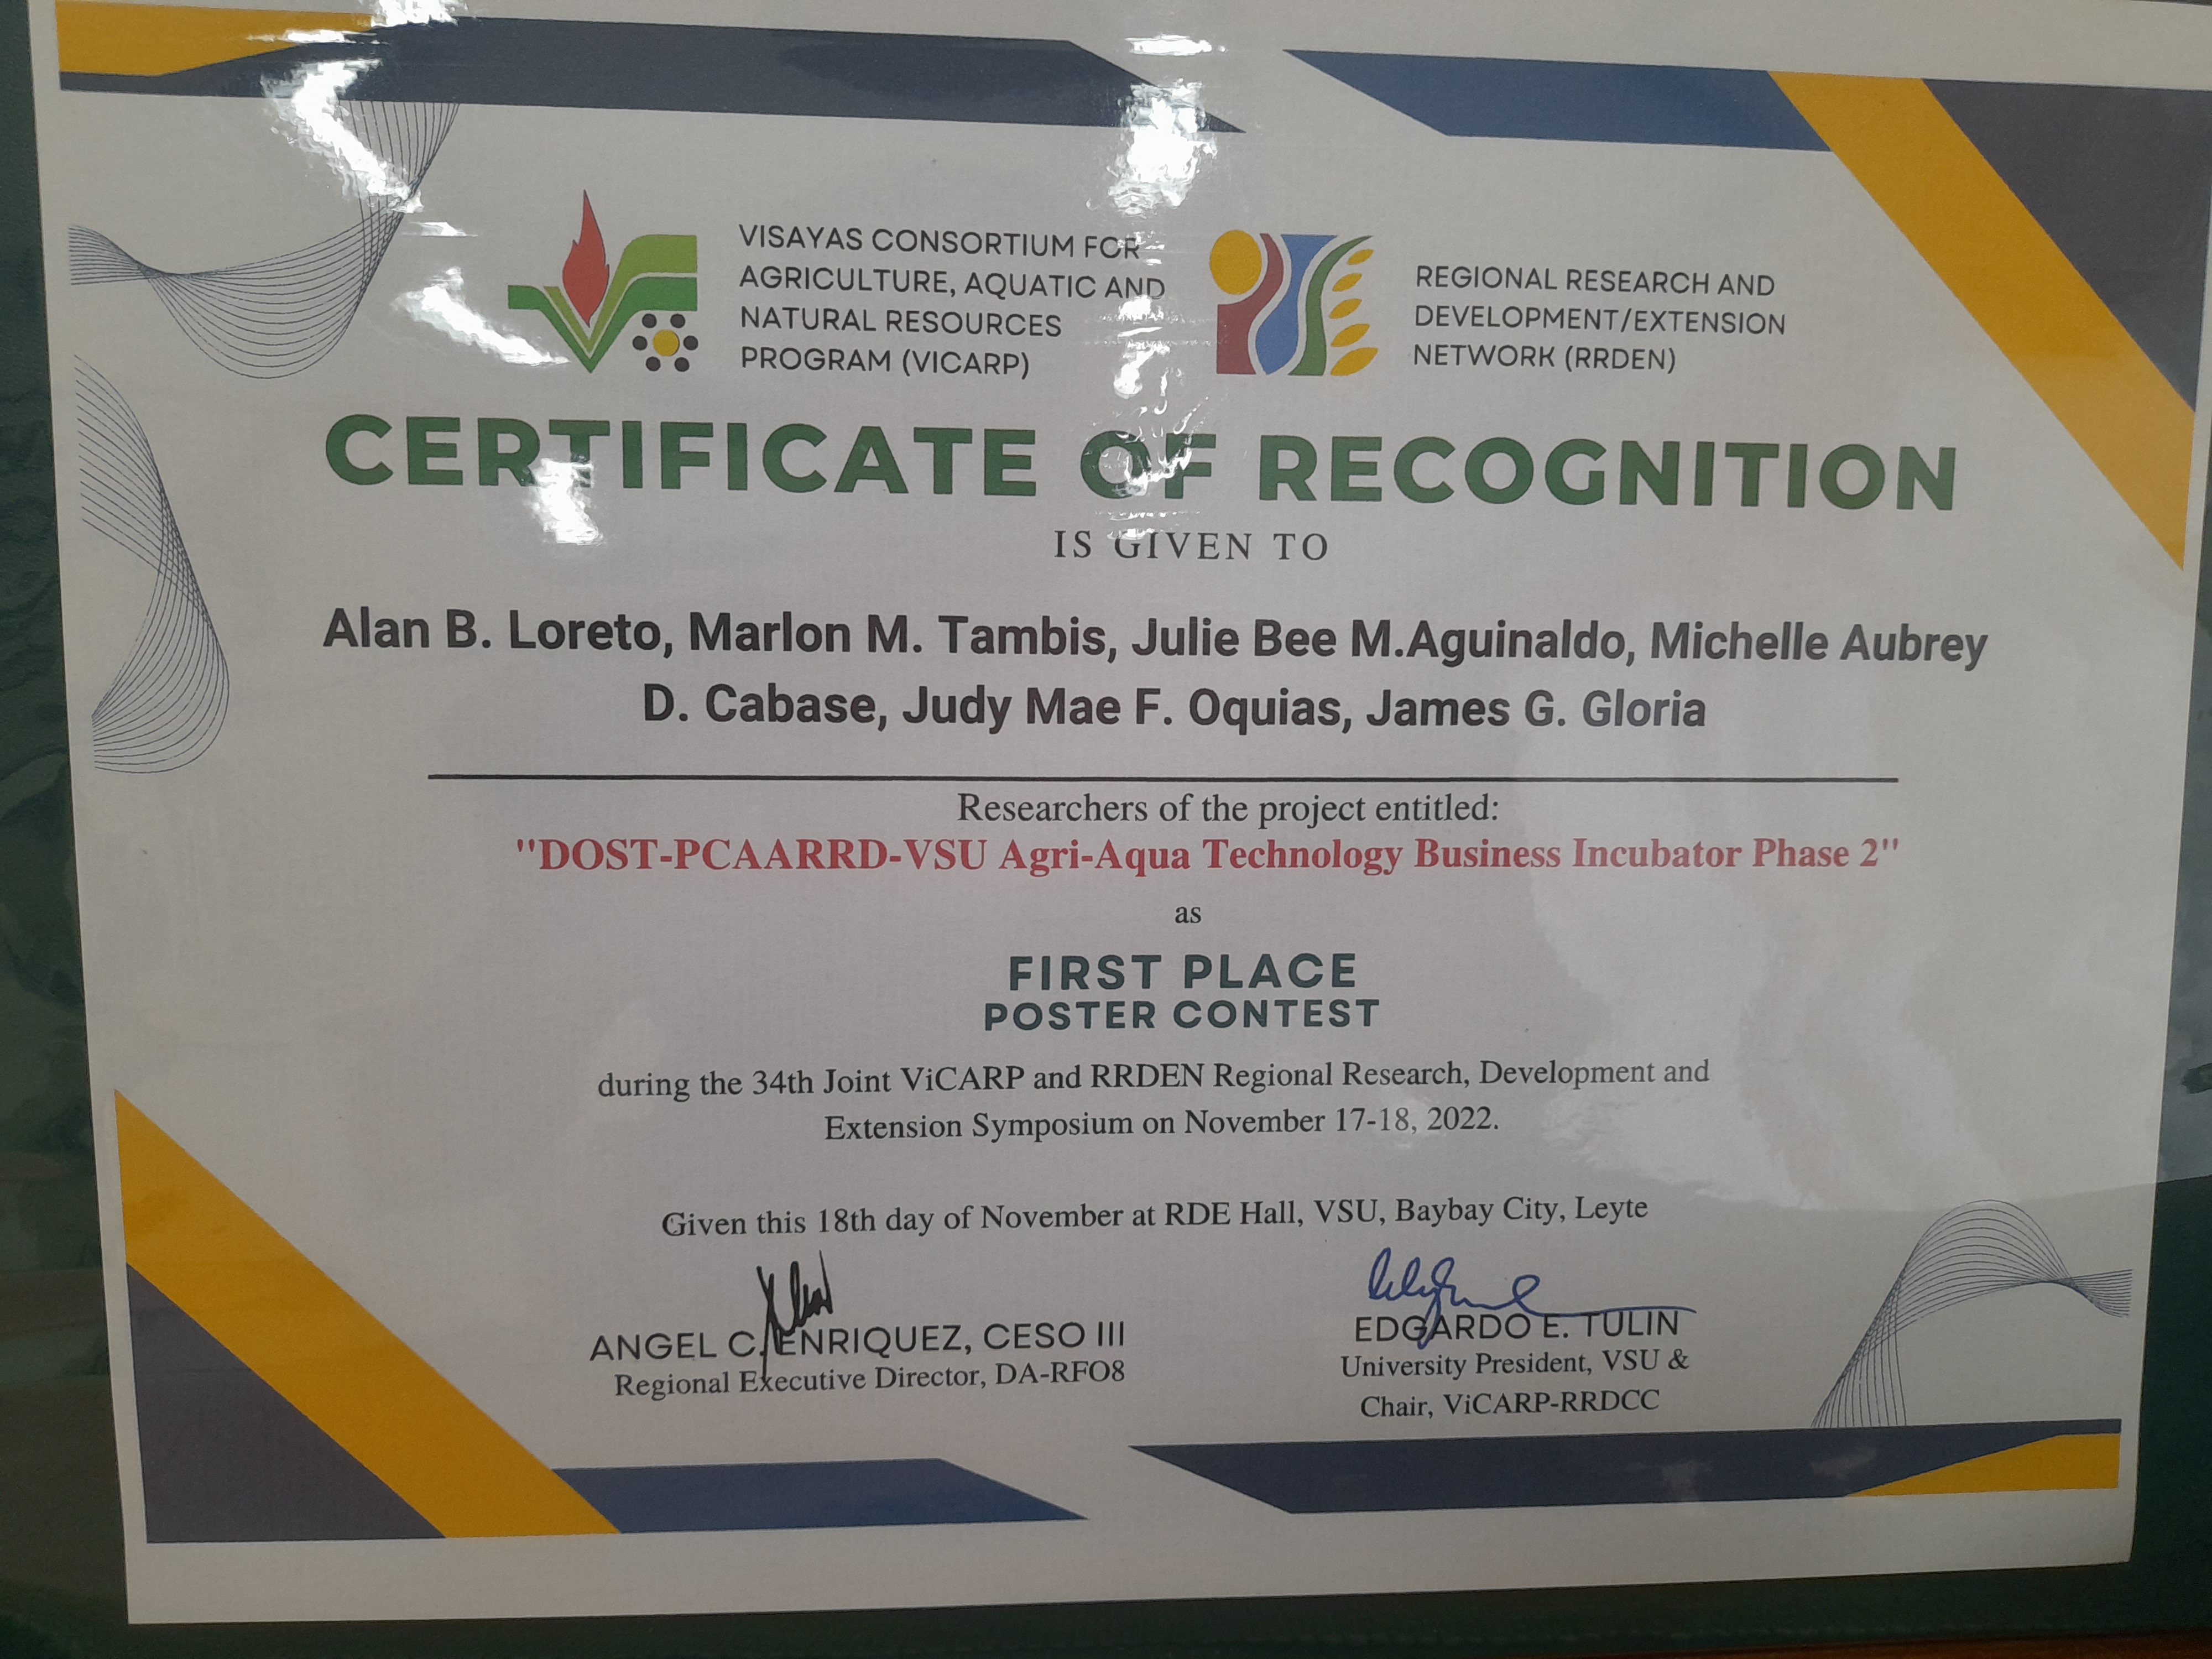 VISAYAS CONSORTIUM FOR
AGRICULTURE, AQUATIC AND
NATURAL RESOURCES
PROGRAM (VICARP)
REGIONAL RESEARCH AND
DEVELOPMENT/EXTENSION
NETWORK (RRDEN)
CERTIFICATE OF RECOGNITION
IS GIVEN TO
Alan B. Loreto, Marlon M. Tambis, Julie Bee M.Aguinaldo, Michelle Aubrey
D. Cabase, Judy Mae F. Oquias, James G. Gloria
Researchers of the project entitled:
"DOST-PCAARRD-VSU Agri-Aqua Technology Business Incubator Phase 2"
as
FIRST PLACE
POSTER CONTEST
during the 34th Joint ViCARP and RRDEN Regional Research, Development and
Extension Symposium on November 17-18, 2022.
Given this 18th day of November at RDE Hall, VSU, Baybay City, Leyte
ANGEL C. ENRIQUEZ, CESO III
Regional Executive Director, DA-RFO8
EDGARDO E. TULIN
University President, VSU &
Chair, ViCARP-RRDCC